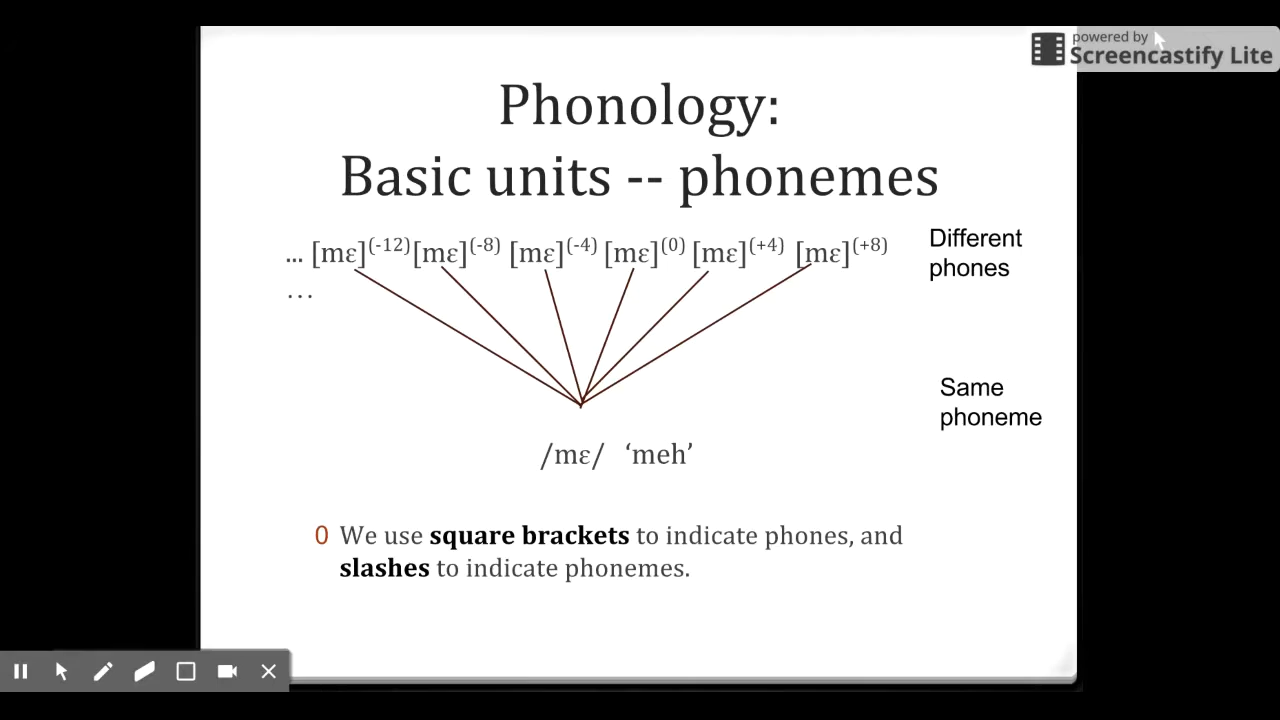 powered by
Screencastify Lite
Phonology:
Basic units -- phonemes
... [mɛ](-12)[mɛ](-8) [mɛ](-4) [mɛ](0) [mɛ](+4) [mɛ](+8)
…
Different
phones
Same
phoneme
/mɛ/ ‘meh’
0 We use square brackets to indicate phones, and
slashes to indicate phonemes.